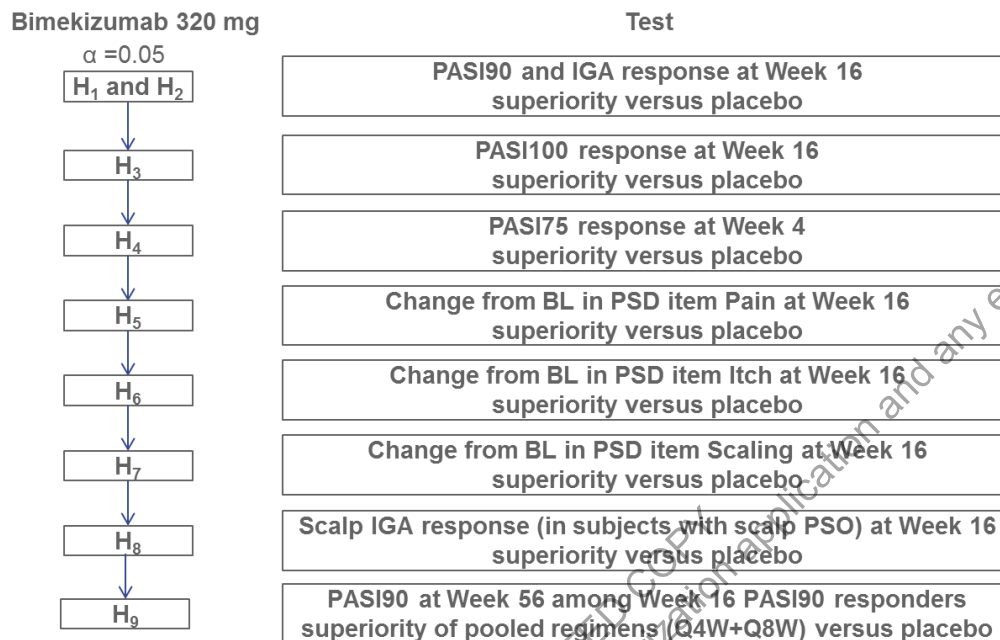 Bimekizumab 320 mg
Test
α =0.05
H₁ and H₂
PASI90 and IGA response at Week 16
superiority versus placebo
H₃
PASI100 response at Week 16
superiority versus placebo
H₄
PASI75 response at Week 4
superiority versus placebo
H₅
Change from BL in PSD item Pain at Week 16
superiority versus placebo
H₆
Change from BL in PSD item Itch at Week 16
superiority versus placebo
H₇
Change from BL in PSD item Scaling at Week 16
superiority versus placebo
H₈
Scalp IGA response (in subjects with scalp PSO) at Week 16
superiority versus placebo
H₉
PASI90 at Week 56 among Week 16 PASI90 responders
superiority of pooled regimens (Q4W+Q8W) versus placebo
COPY
application and any